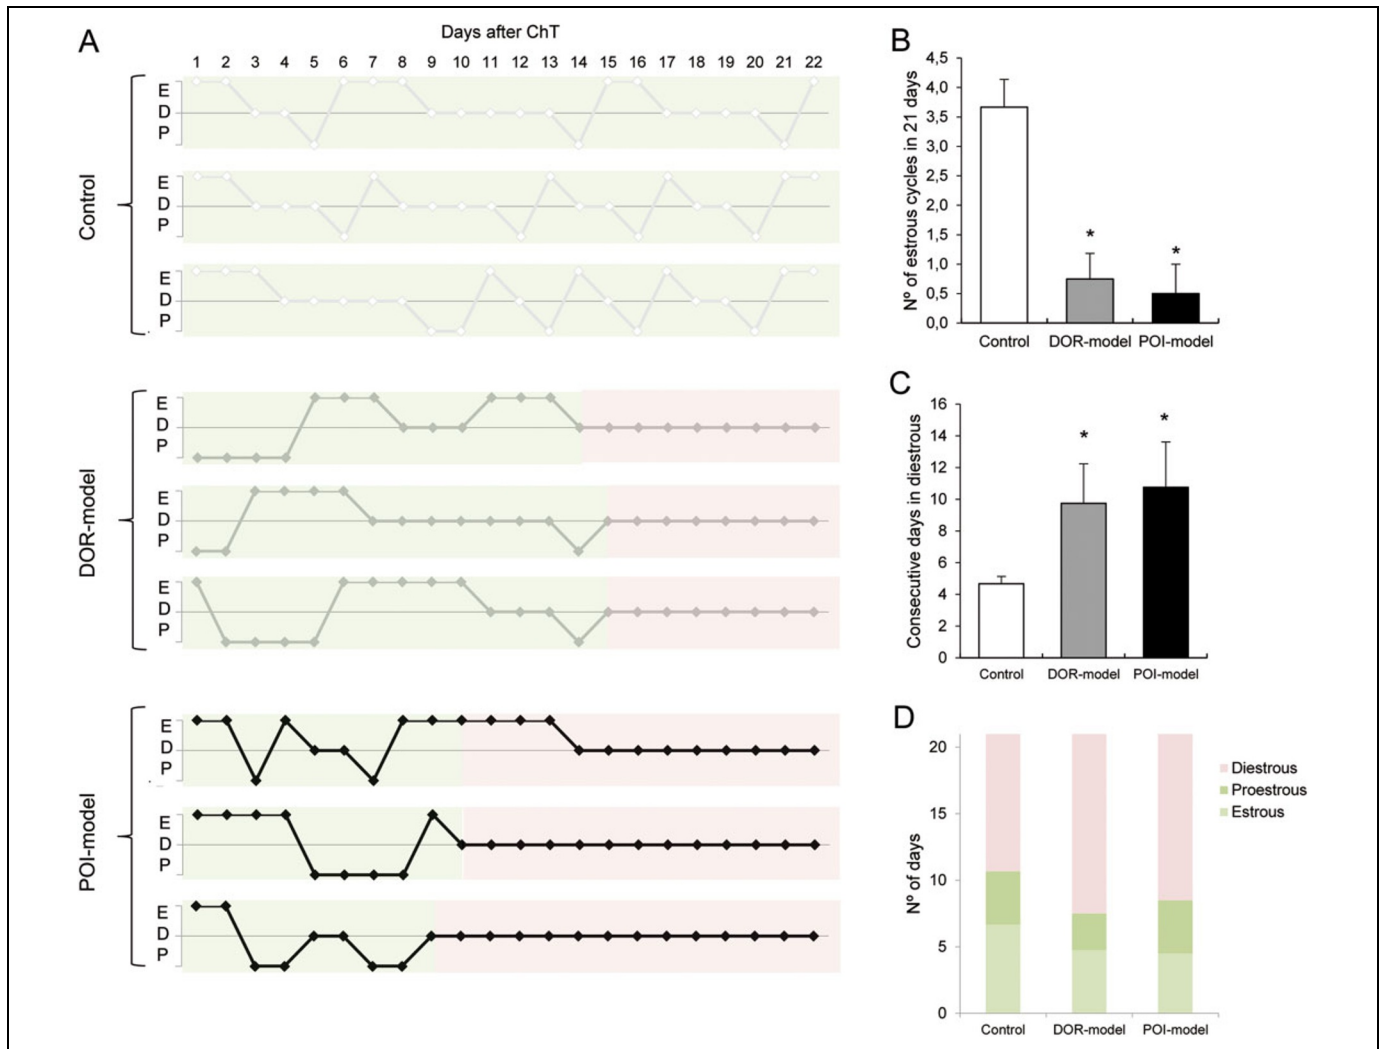 A
Days after ChT
1 2 3 4 5 6 7 8 9 10 11 12 13 14 15 16 17 18 19 20 21 22
Control
E
D
P
E
D
P
E
D
P
DOR-model
E
D
P
E
D
P
E
D
P
POI-model
E
D
P
E
D
P
E
D
P
B
Nº of estrous cycles in 21 days
4,5
4,0
3,5
3,0
2,5
2,0
1,5
1,0
0,5
0,0
*
*
Control DOR-model POI-model
C
Consecutive days in diestrous
16
14
12
10
8
6
4
2
0
*
*
Control DOR-model POI-model
D
Nº of days
20
15
10
5
0
Control DOR-model POI-model
Diestrous
Proestrous
Estrous